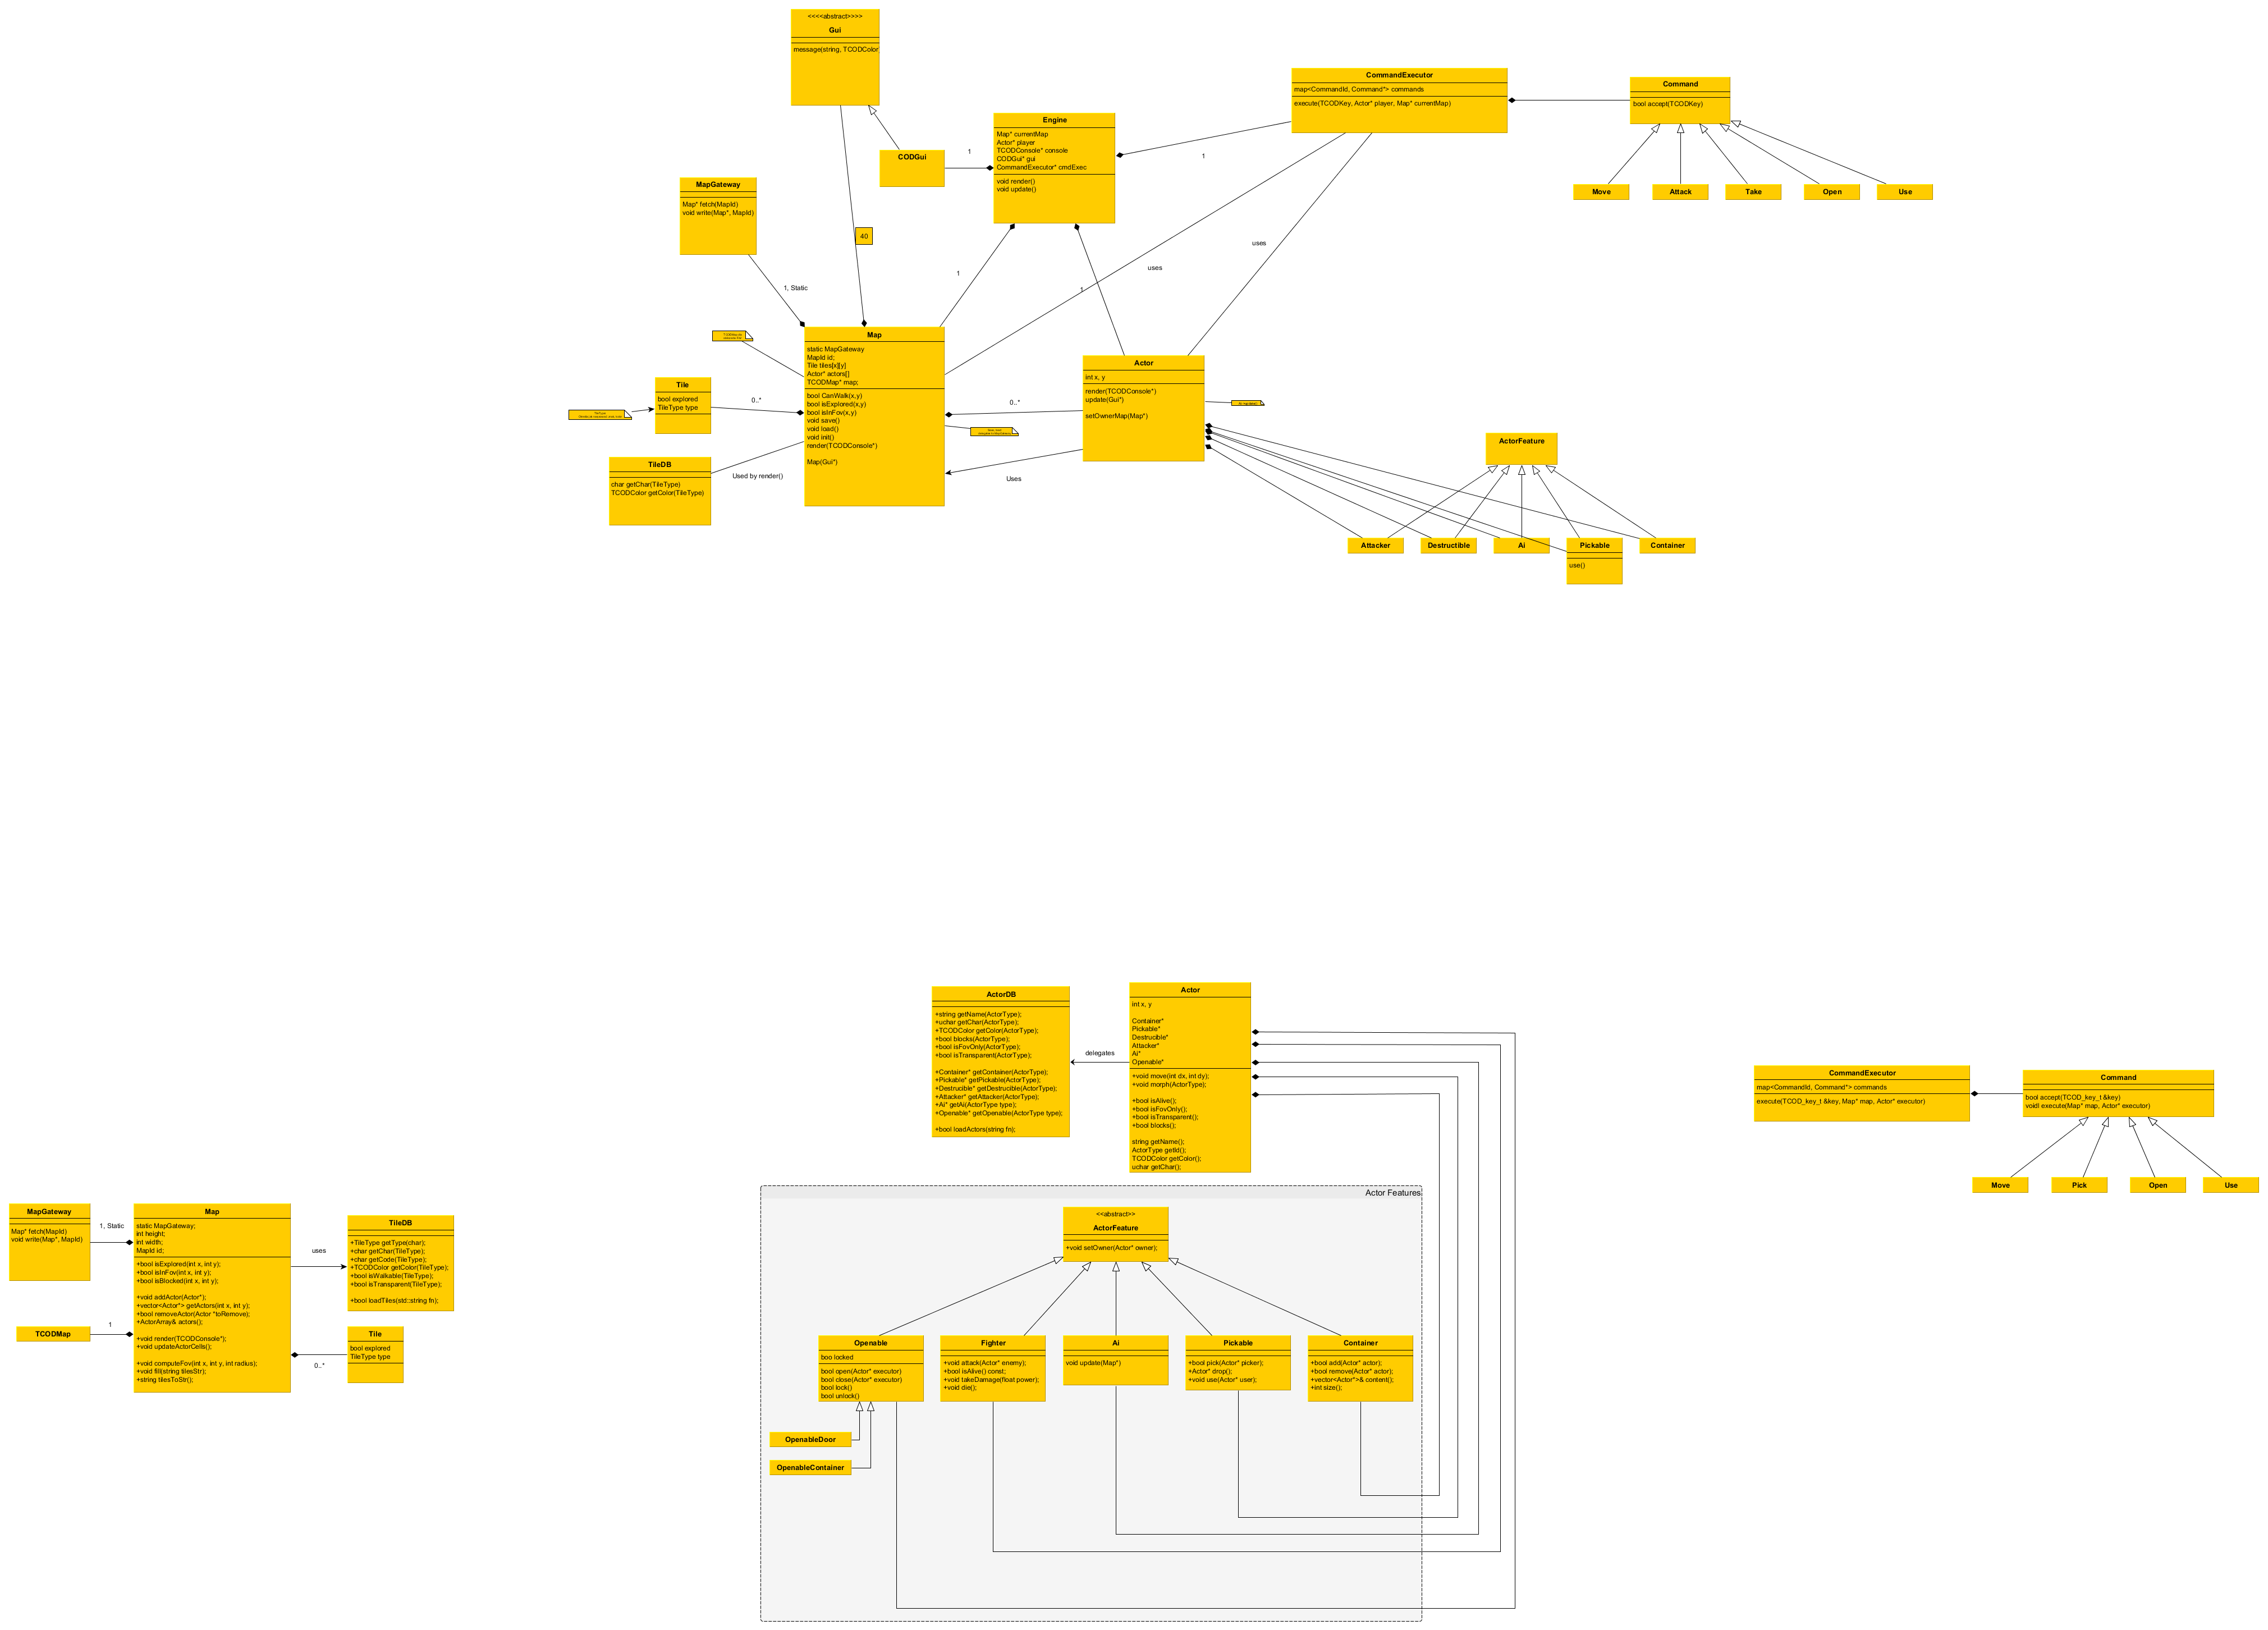 <<<<abstract>>>>
Gui
message(string, TCODColor)
CODGui
1
Engine
Map* currentMap
Actor* player
TCODConsole* console
CODGui* gui
CommandExecutor* cmdExec
void render()
void update()
CommandExecutor
map<CommandId, Command*> commands
execute(TCODKey, Actor* player, Map* currentMap)
1
Command
bool accept(TCODKey)
Move
Attack
Take
Open
Use
MapGateway
Map* fetch(MapId)
void write(Map*, MapId)
1, Static
40
1
1
uses
uses
Map
static MapGateway
MapId id;
Tile tiles[x][y]
Actor* actors[]
TCODMap* map;
bool CanWalk(x,y)
bool isExplored(x,y)
bool isInFov(x,y)
void save()
void load()
void init()
render(TCODConsole*)
Map(Gui*)
Tile
bool explored
TileType type
0..*
TileDB
char getChar(TileType)
TCODColor getColor(TileType)
Used by render()
0..*
Uses
Actor
int x, y
render(TCODConsole*)
update(Gui*)
setOwnerMap(Map*)
ActorFeature
Attacker
Destructible
Ai
Pickable
use()
Container
ActorDB
+string getName(ActorType);
+uchar getChar(ActorType);
+TCODColor getColor(ActorType);
+bool blocks(ActorType);
+bool isFovOnly(ActorType);
+bool isTransparent(ActorType);
+Container* getContainer(ActorType);
+Pickable* getPickable(ActorType);
+Destrucible* getDestrucible(ActorType);
+Attacker* getAttacker(ActorType);
+Ai* getAi(ActorType type);
+Openable* getOpenable(ActorType type);
+bool loadActors(string fn);
delegates
Actor
int x, y
Container*
Pickable*
Destrucible*
Attacker*
Ai*
Openable*
+void move(int dx, int dy);
+void morph(ActorType);
+bool isAlive();
+bool isFovOnly();
+bool isTransparent();
+bool blocks();
string getName();
ActorType getId();
TCODColor getColor();
uchar getChar();
CommandExecutor
map<CommandId, Command*> commands
execute(TCOD_key_t &key, Map* map, Actor* executor)
Command
bool accept(TCOD_key_t &key)
voidl execute(Map* map, Actor* executor)
Move
Pick
Open
Use
MapGateway
Map* fetch(MapId)
void write(Map*, MapId)
1, Static
TCODMap
1
Map
static MapGateway;
int height;
int width;
MapId id;
+bool isExplored(int x, int y);
+bool isInFov(int x, int y);
+bool isBlocked(int x, int y);
+void addActor(Actor*);
+vector<Actor*> getActors(int x, int y);
+bool removeActor(Actor *toRemove);
+ActorArray& actors();
+void render(TCODConsole*);
+void updateActorCells();
+void computeFov(int x, int y, int radius);
+void fill(string tilesStr);
+string tilesToStr();
uses
0..*
TileDB
+TileType getType(char);
+char getChar(TileType);
+char getCode(TileType);
+TCODColor getColor(TileType);
+bool isWalkable(TileType);
+bool isTransparent(TileType);
+bool loadTiles(std::string fn);
Tile
bool explored
TileType type
Actor Features
<<abstract>>
ActorFeature
+void setOwner(Actor* owner);
Openable
boo locked
bool open(Actor* executor)
bool close(Actor* executor)
bool lock()
bool unlock()
Fighter
+void attack(Actor* enemy);
+bool isAlive() const;
+void takeDamage(float power);
+void die();
Ai
void update(Map*)
Pickable
+bool pick(Actor* picker);
+Actor* drop();
+void use(Actor* user);
Container
+bool add(Actor* actor);
+bool remove(Actor* actor);
+vector<Actor*>& content();
+int size();
OpenableDoor
OpenableContainer